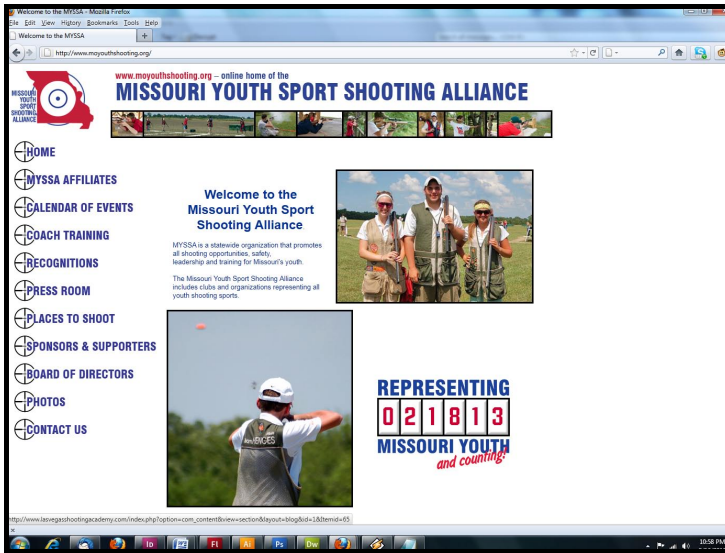 Welcome to the MYSSA - Mozilla Firefox
File Edit View History Bookmarks Tools Help
Welcome to the MYSSA
http://www.moyouthshooting.org/
MISSOURI
YOUTH
SPORT
SHOOTING
ALLIANCE
www.moyouthshooting.org – online home of the
MISSOURI YOUTH SPORT SHOOTING ALLIANCE
HOME
MYSSA AFFILIATES
CALENDAR OF EVENTS
COACH TRAINING
RECOGNITIONS
PRESS ROOM
PLACES TO SHOOT
SPONSORS & SUPPORTERS
BOARD OF DIRECTORS
PHOTOS
CONTACT US
Welcome to the
Missouri Youth Sport
Shooting Alliance
MYSSA is a statewide organization that promotes
all shooting opportunities, safety,
leadership and training for Missouri's youth.
The Missouri Youth Sport Shooting Alliance
includes clubs and organizations representing all
youth shooting sports.
REPRESENTING
021813
MISSOURI YOUTH
and counting!
http://www.lasvegasshootingacademy.com/index.php?option=com_content&view=section&layout=blog&id=1&Itemid=65
Id
Fl
Ai
Ps
Dw
10:58 PM